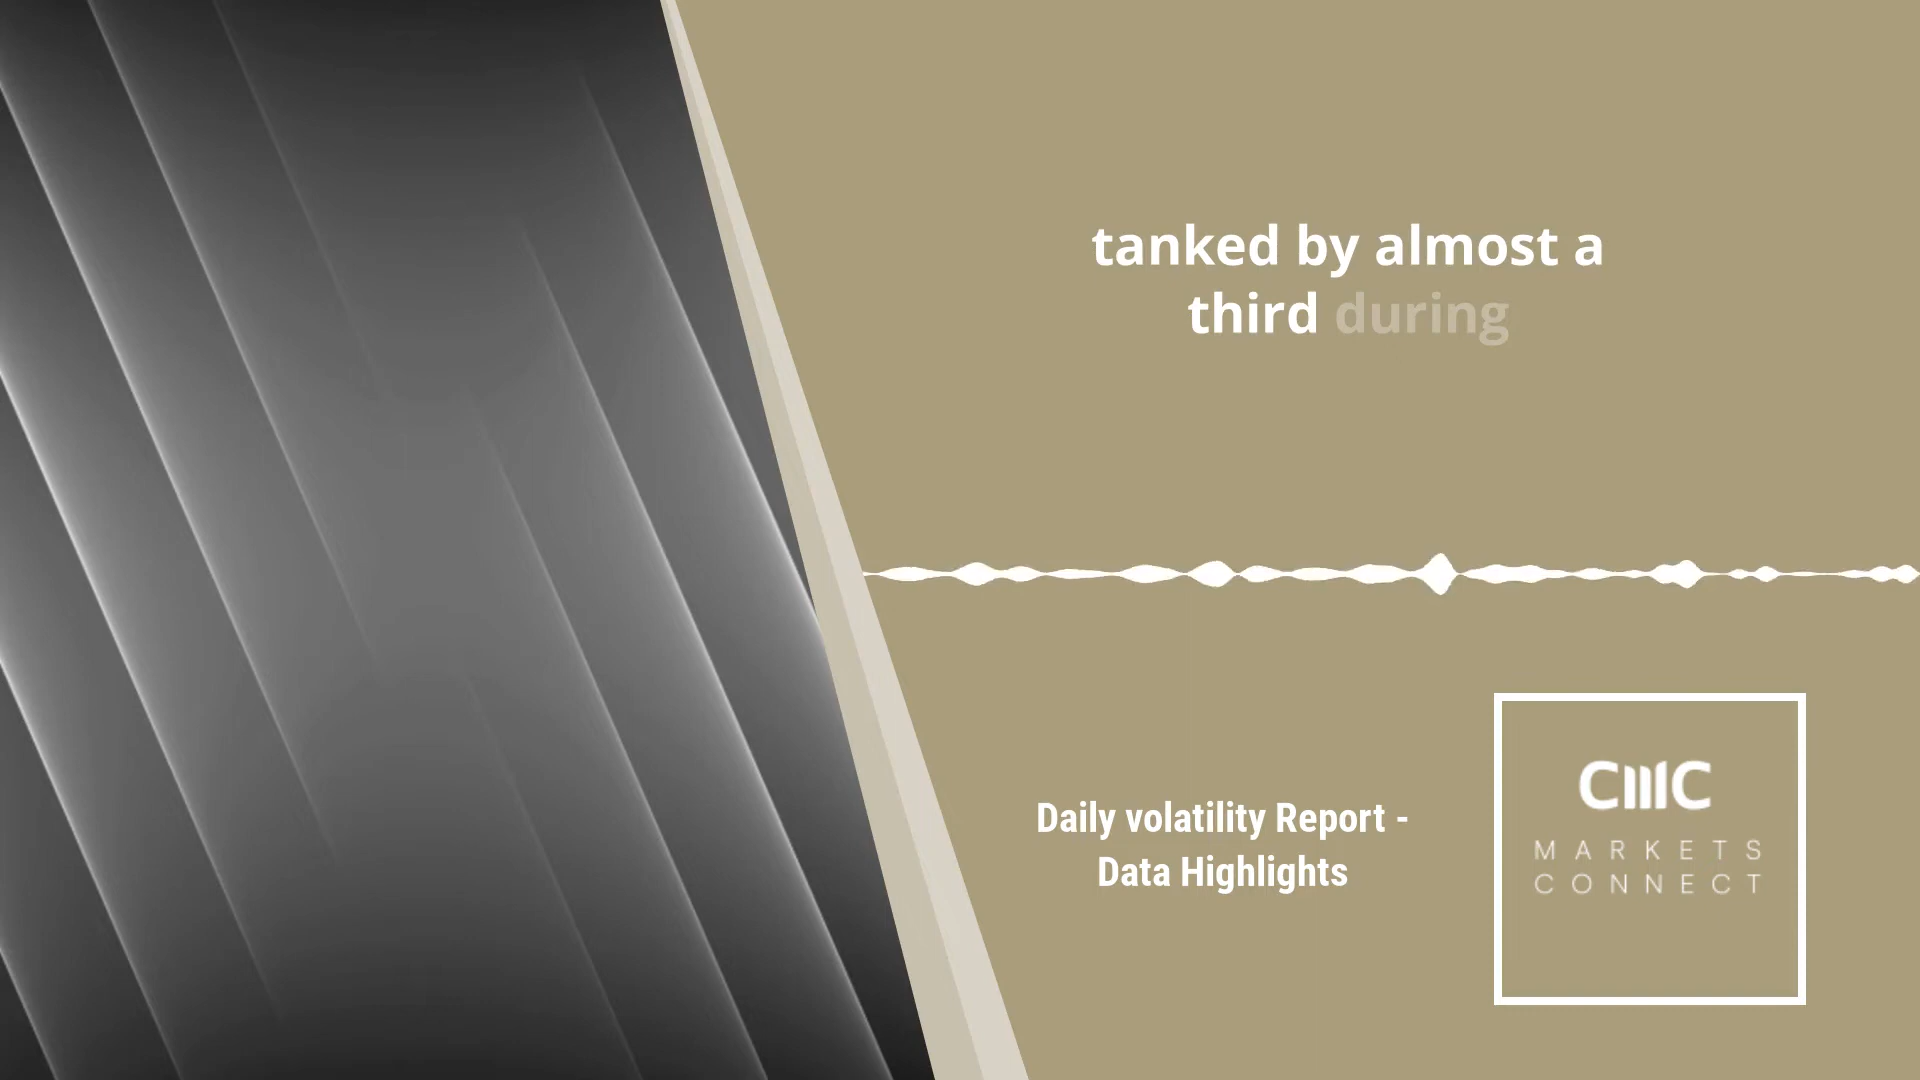 tanked by almost a
third during
Daily volatility Report -
Data Highlights
CMC
MARKETS
CONNECT